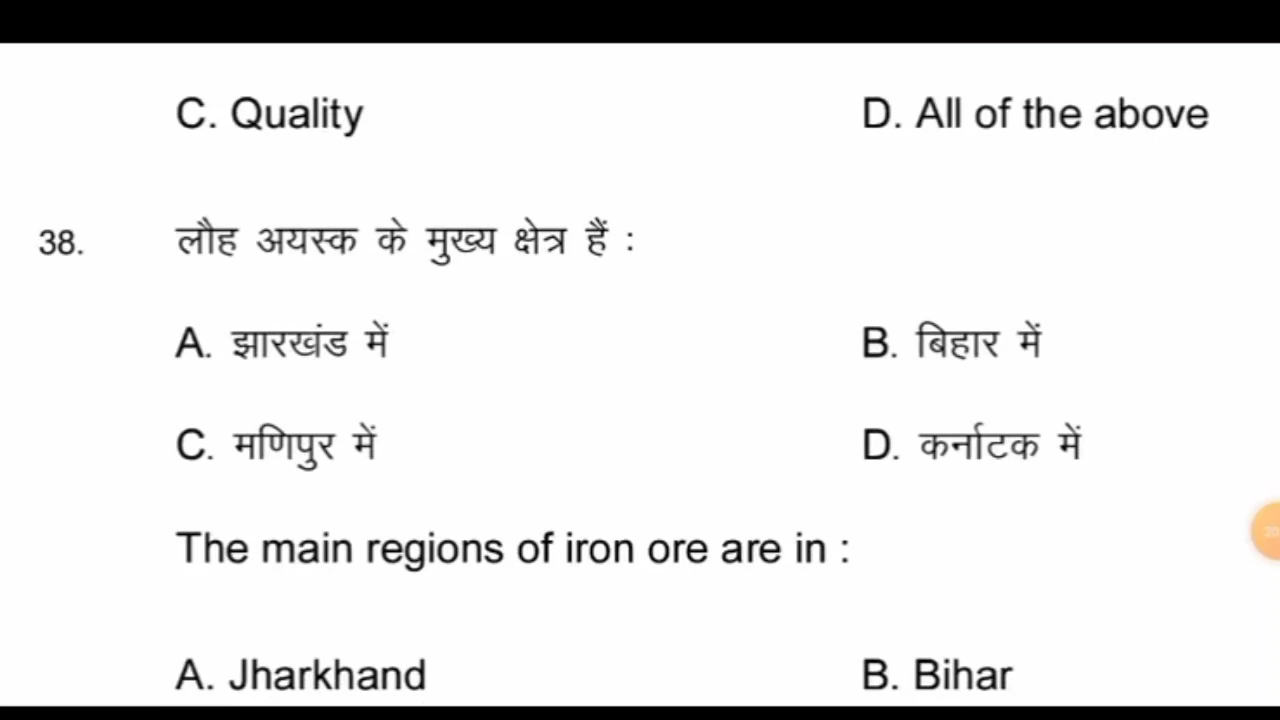 C. Quality D. All of the above
38. लौह अयस्क के मुख्य क्षेत्र हैं :
A. झारखंड में B. बिहार में
C. मणिपुर में D. कर्नाटक में
The main regions of iron ore are in :
A. Jharkhand B. Bihar